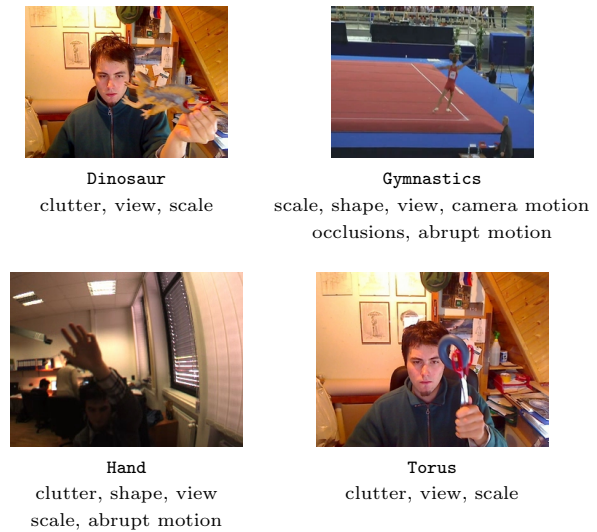 Dinosaur
clutter, view, scale
Gymnastics
scale, shape, view, camera motion
occlusions, abrupt motion
Hand
clutter, shape, view
scale, abrupt motion
Torus
clutter, view, scale